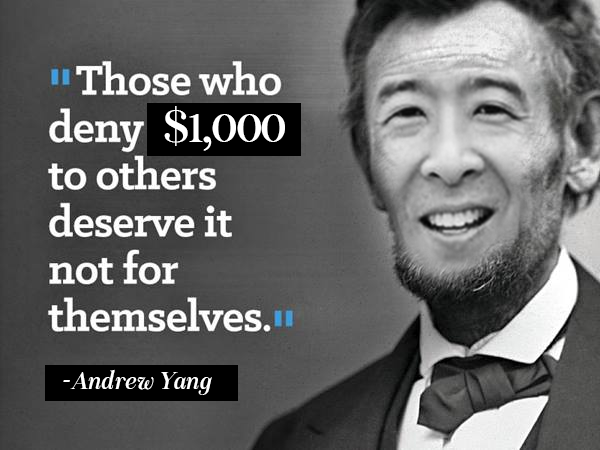 "Those who
deny $1,000
to others
deserve it
not for
themselves."
-Andrew Yang